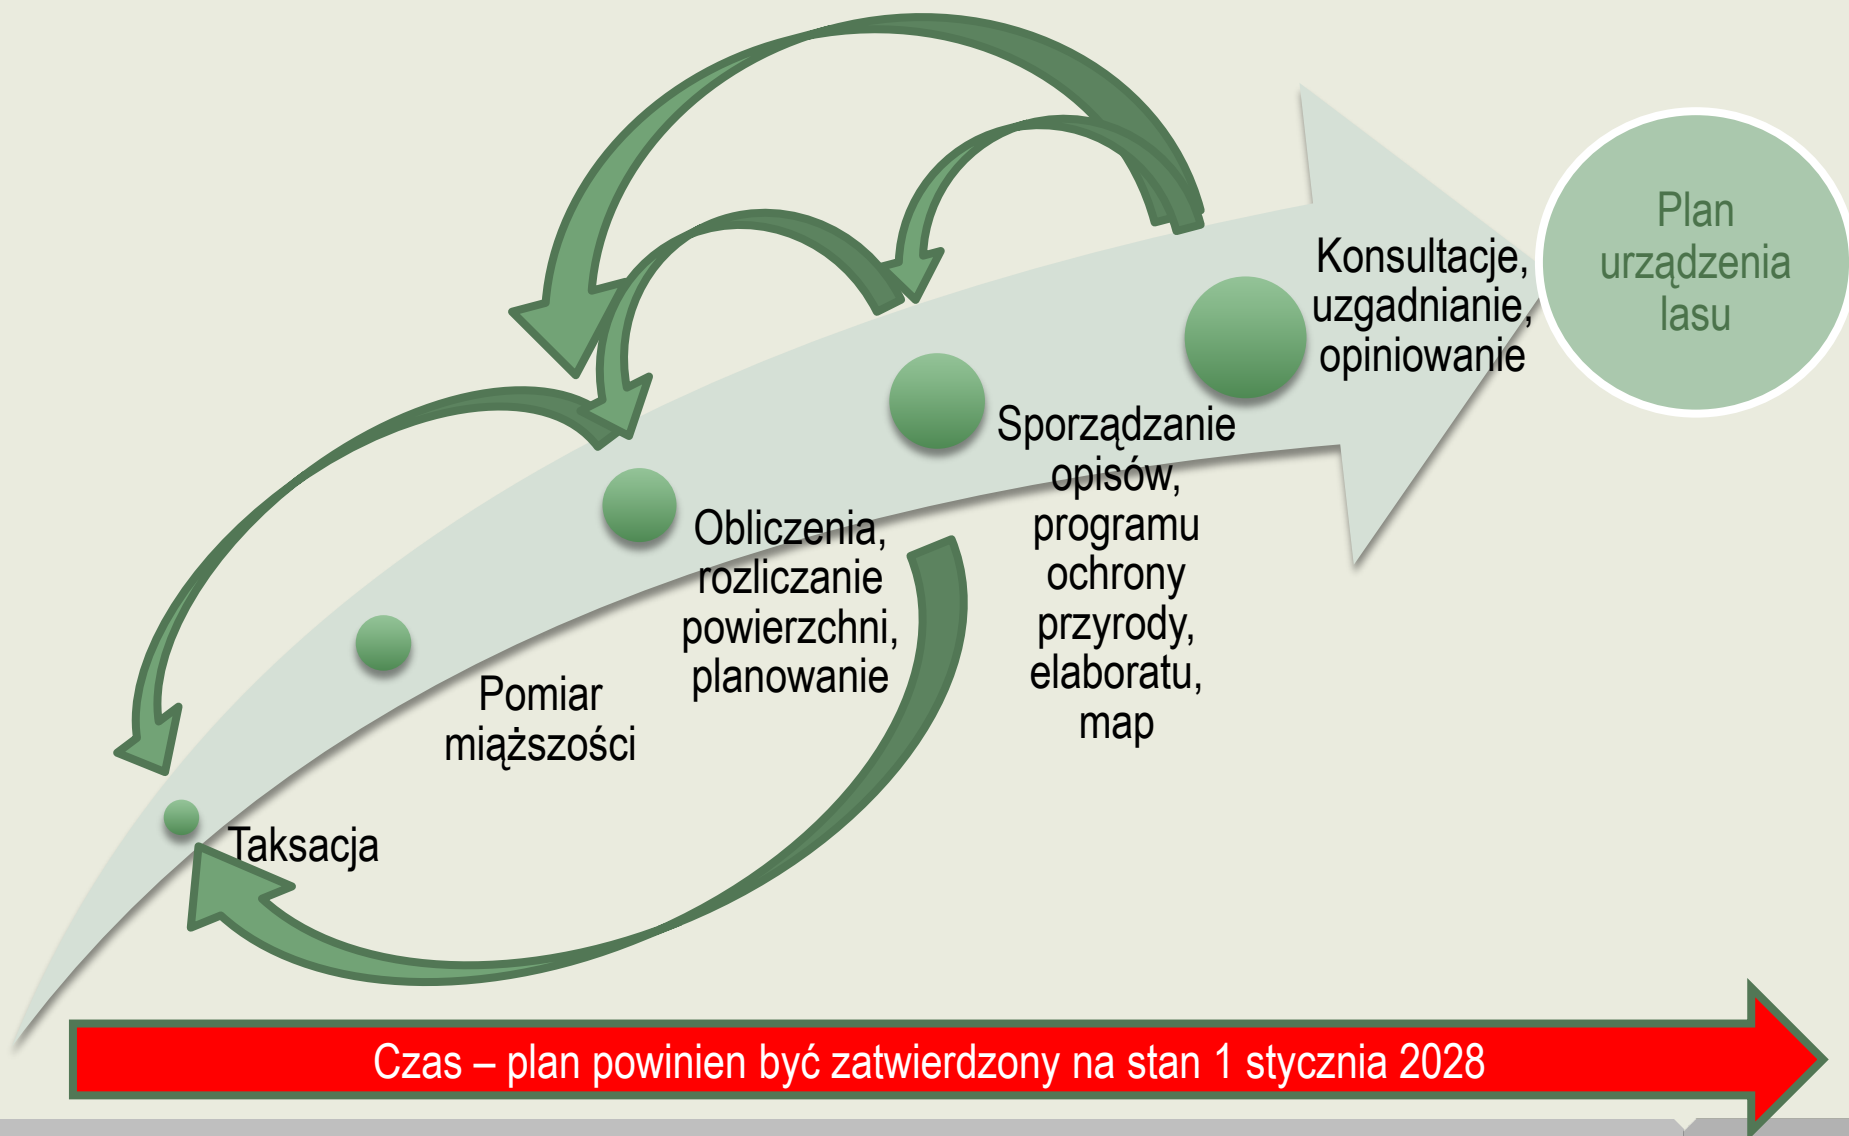 Plan
urządzenia
lasu
Konsultacje,
uzgadnianie,
opiniowanie
Sporządzanie
opisów,
programu
ochrony
przyrody,
elaboratu,
map
Obliczenia,
rozliczanie
powierzchni,
planowanie
Pomiar
miąższości
Taksacja
Czas – plan powinien być zatwierdzony na stan 1 stycznia 2028